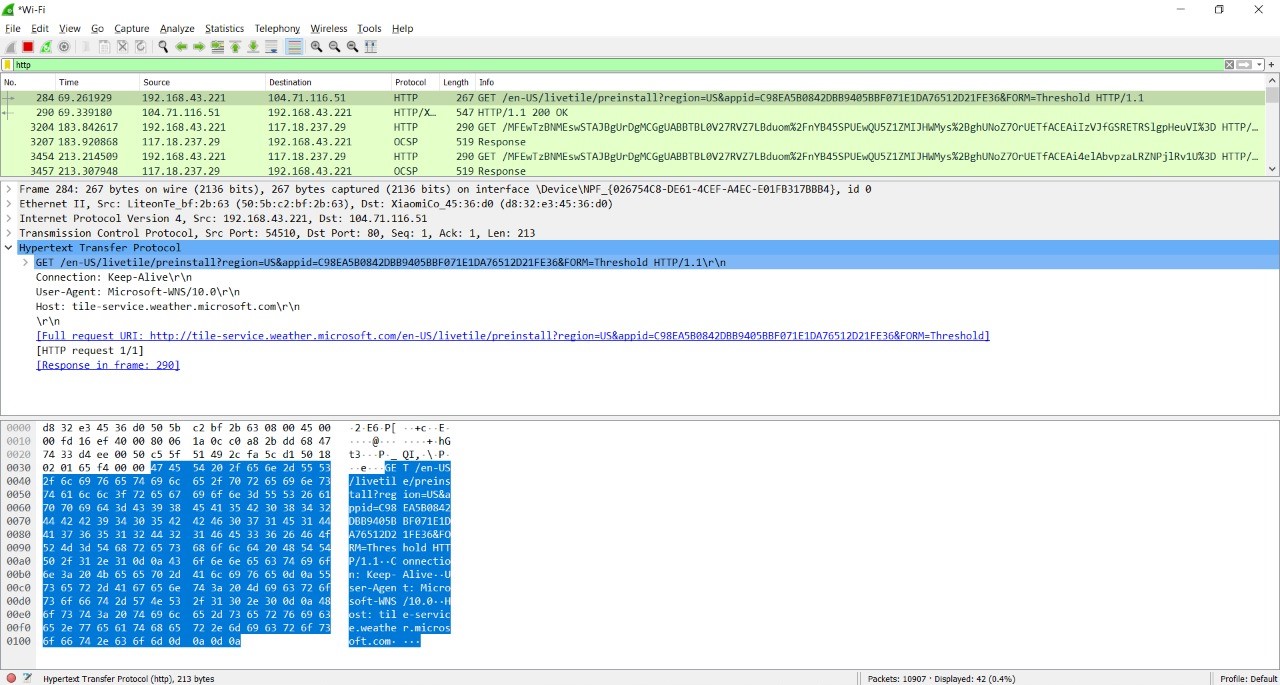 *Wi-Fi
File Edit View Go Capture Analyze Statistics Telephony Wireless Tools Help
http
No. Time Source Destination Protocol Length Info
284 69.261929 192.168.43.221 104.71.116.51 HTTP 267 GET /en-US/livetile/preinstall?region=US&appid=C98EA5B0842DBB9405BBF071E1DA76512D21FE36&FORM=Threshold HTTP/1.1
290 69.339180 104.71.116.51 192.168.43.221 HTTP/X… 547 HTTP/1.1 200 OK
3204 183.842617 192.168.43.221 117.18.237.29 HTTP 290 GET /MFEwTzBNMEswSTAJBgUrDgMCGgUABBTBL0V27RVZ7LBduom%2FnYB45SPUEwQU5Z1ZMIJHWMys%2BghUNoZ7OrUETfACEAiIzVJfGSRETRSlgpHeuVI%3D HTTP/…
3207 183.920868 117.18.237.29 192.168.43.221 OCSP 519 Response
3454 213.214509 192.168.43.221 117.18.237.29 HTTP 290 GET /MFEwTzBNMEswSTAJBgUrDgMCGgUABBTBL0V27RVZ7LBduom%2FnYB45SPUEwQU5Z1ZMIJHWMys%2BghUNoZ7OrUETfACEAi4elAbvpzaLRZNPjlRv1U%3D HTTP/…
3457 213.307948 117.18.237.29 192.168.43.221 OCSP 519 Response
Frame 284: 267 bytes on wire (2136 bits), 267 bytes captured (2136 bits) on interface \Device\NPF_{026754C8-DE61-4CEF-A4EC-E01FB317BBB4}, id 0
Ethernet II, Src: LiteonTe_bf:2b:63 (50:5b:c2:bf:2b:63), Dst: XiaomiCo_45:36:d0 (d8:32:e3:45:36:d0)
Internet Protocol Version 4, Src: 192.168.43.221, Dst: 104.71.116.51
Transmission Control Protocol, Src Port: 54510, Dst Port: 80, Seq: 1, Ack: 1, Len: 213
Hypertext Transfer Protocol
GET /en-US/livetile/preinstall?region=US&appid=C98EA5B0842DBB9405BBF071E1DA76512D21FE36&FORM=Threshold HTTP/1.1\r\n
Connection: Keep-Alive\r\n
User-Agent: Microsoft-WNS/10.0\r\n
Host: tile-service.weather.microsoft.com\r\n
\r\n
[Full request URI: http://tile-service.weather.microsoft.com/en-US/livetile/preinstall?region=US&appid=C98EA5B0842DBB9405BBF071E1DA76512D21FE36&FORM=Threshold]
[HTTP request 1/1]
[Response in frame: 290]
0000 d8 32 e3 45 36 d0 50 5b c2 bf 2b 63 08 00 45 00 ·2·E6·P[ ··+c··E·
0010 00 fd 16 ef 40 00 80 06 1a 0c c0 a8 2b dd 68 47 ····@··· ····+·hG
0020 74 33 d4 ee 00 50 c5 5f 51 49 2c fa 5c d1 50 18 t3···P·_ QI,·\·P·
0030 02 01 65 f4 00 00 47 45 54 20 2f 65 6e 2d 55 53 ··e···GE T /en-US
0040 2f 6c 69 76 65 74 69 6c 65 2f 70 72 65 69 6e 73 /livetil e/preins
0050 74 61 6c 6c 3f 72 65 67 69 6f 6e 3d 55 53 26 61 tall?reg ion=US&a
0060 70 70 69 64 3d 43 39 38 45 41 35 42 30 38 34 32 ppid=C98 EA5B0842
0070 44 42 42 39 34 30 35 42 42 46 30 37 31 45 31 44 DBB9405B BF071E1D
0080 41 37 36 35 31 32 44 32 31 46 45 33 36 26 46 4f A76512D2 1FE36&FO
0090 52 4d 3d 54 68 72 65 73 68 6f 6c 64 20 48 54 54 RM=Thres hold HTT
00a0 50 2f 31 2e 31 0d 0a 43 6f 6e 6e 65 63 74 69 6f P/1.1··C onnectio
00b0 6e 3a 20 4b 65 65 70 2d 41 6c 69 76 65 0d 0a 55 n: Keep- Alive··U
00c0 73 65 72 2d 41 67 65 6e 74 3a 20 4d 69 63 72 6f ser-Agen t: Micro
00d0 73 6f 66 74 2d 57 4e 53 2f 31 30 2e 30 0d 0a 48 soft-WNS /10.0··H
00e0 6f 73 74 3a 20 74 69 6c 65 2d 73 65 72 76 69 63 ost: til e-servic
00f0 65 2e 77 65 61 74 68 65 72 2e 6d 69 63 72 6f 73 e.weathe r.micros
0100 6f 66 74 2e 63 6f 6d 0d 0a 0d 0a oft.com· ···
Hypertext Transfer Protocol (http), 213 bytes Packets: 10907 · Displayed: 42 (0.4%) Profile: Default